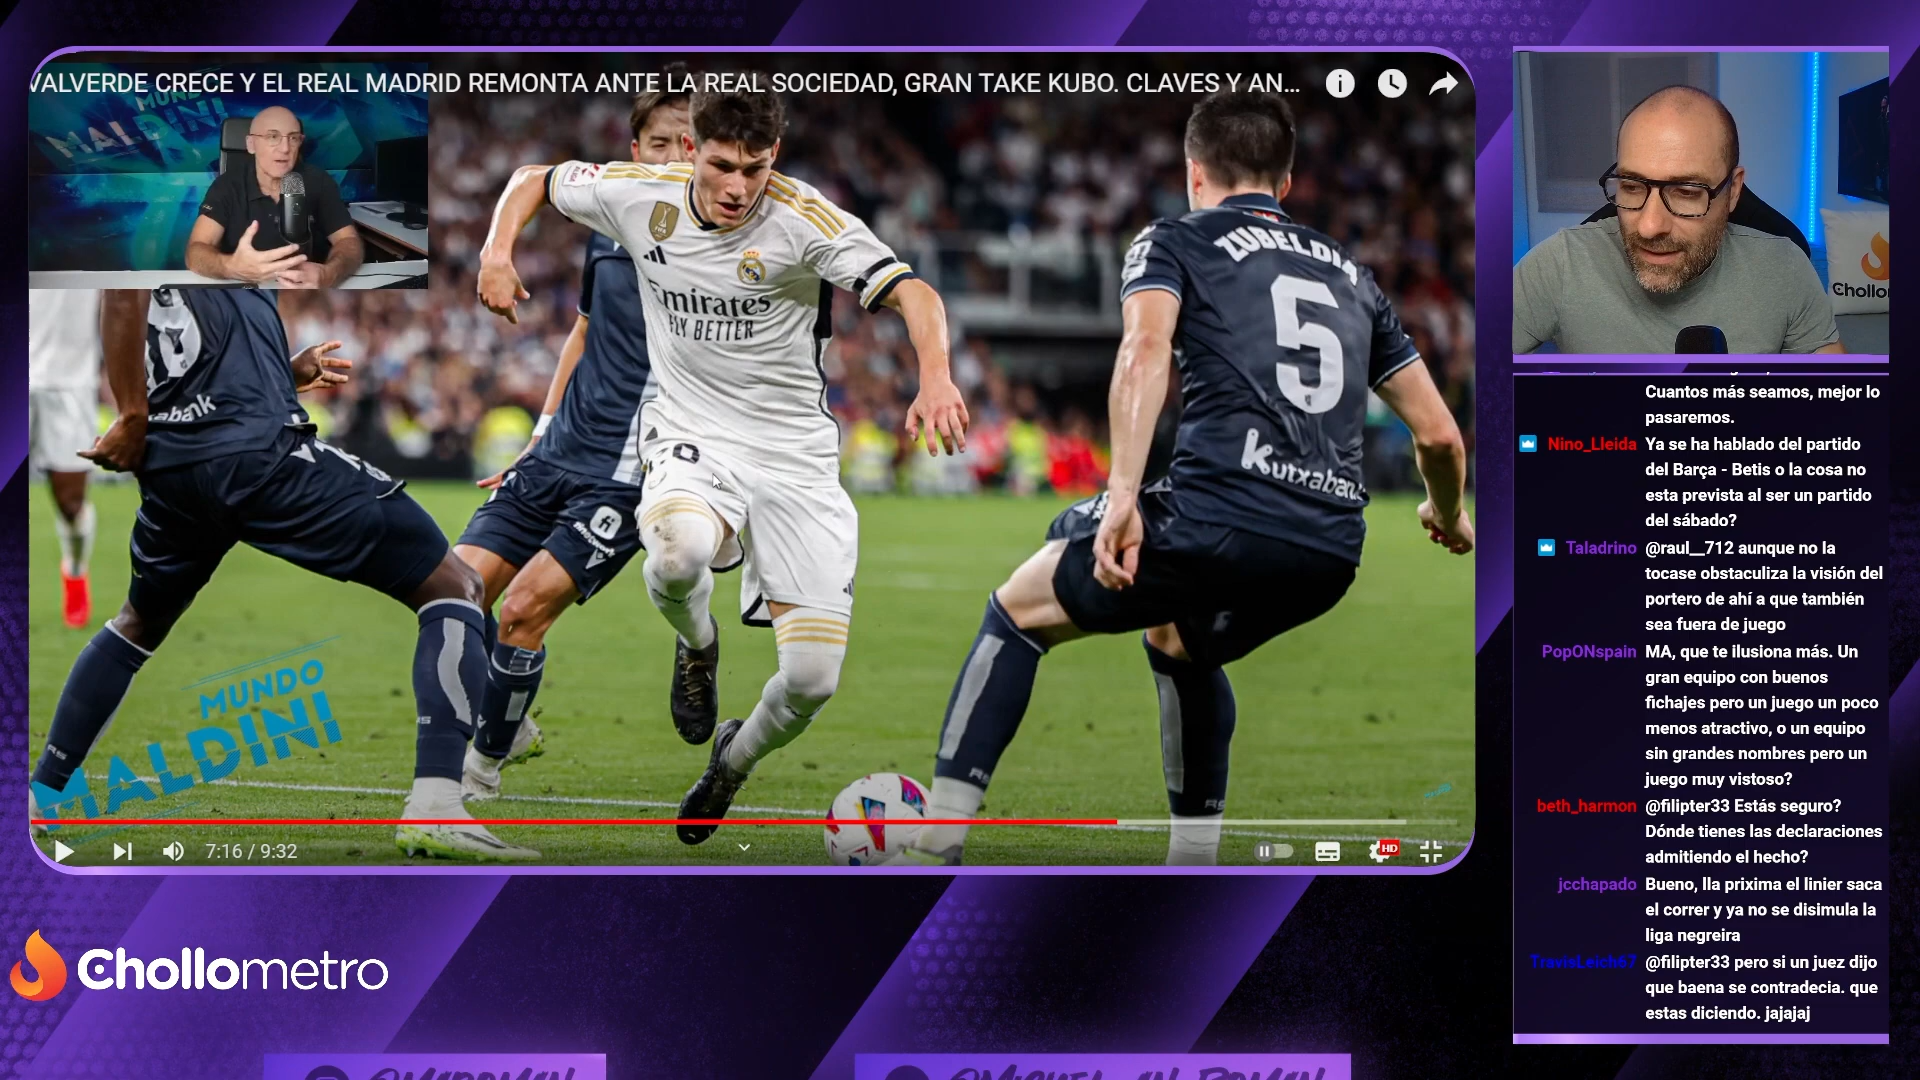 VALVERDE CRECE Y EL REAL MADRID REMONTA ANTE LA REAL SOCIEDAD, GRAN TAKE KUBO. CLAVES Y AN...
MUNDO
MALDINI
Emirates
FLY BETTER
ZUBELDIA
5
Kutxabank
abank
MUNDO
MALDINI
7:16 / 9:32
HD
Chollometro
Chollo
Cuantos más seamos, mejor lo
pasaremos.
Nino_Lleida Ya se ha hablado del partido
del Barça - Betis o la cosa no
esta prevista al ser un partido
del sábado?
Taladrino @raul__712 aunque no la
tocase obstaculiza la visión del
portero de ahí a que también
sea fuera de juego
PopONspain MA, que te ilusiona más. Un
gran equipo con buenos
fichajes pero un juego un poco
menos atractivo, o un equipo
sin grandes nombres pero un
juego muy vistoso?
beth_harmon @filipter33 Estás seguro?
Dónde tienes las declaraciones
admitiendo el hecho?
jcchapado Bueno, lla prixima el linier saca
el correr y ya no se disimula la
liga negreira
TravisLeich67 @filipter33 pero si un juez dijo
que baena se contradecia. que
estas diciendo. jajajaj